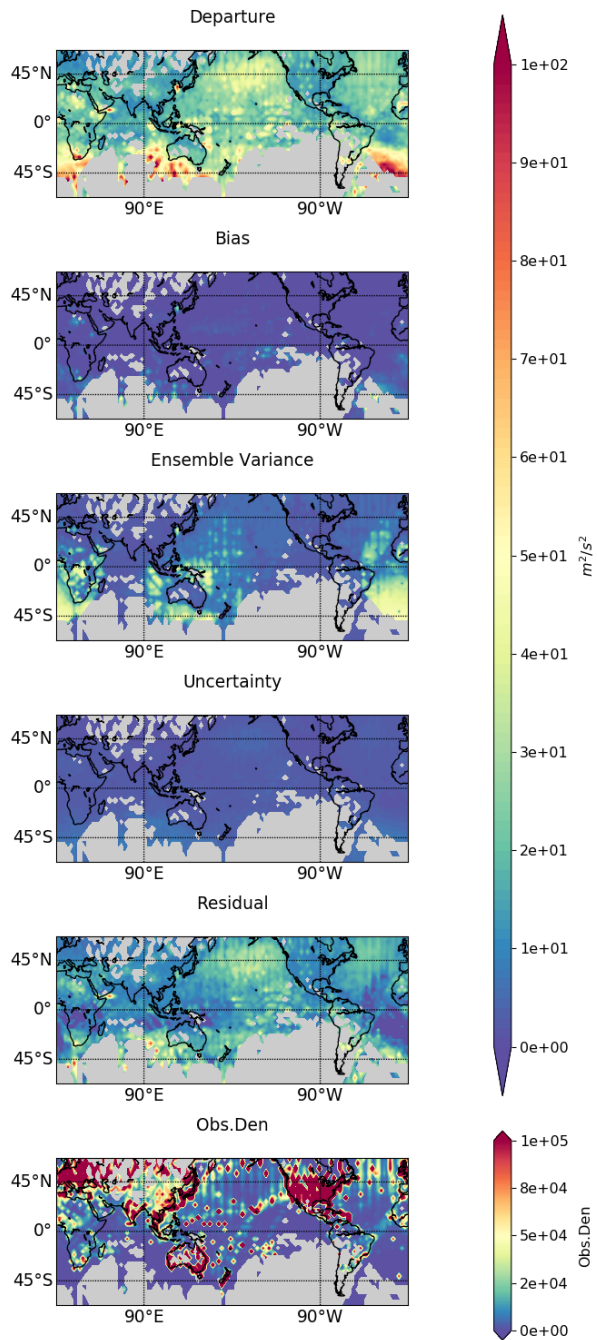 Departure
45°N
0°
45°S
90°E
90°W
Bias
45°N
0°
45°S
90°E
90°W
Ensemble Variance
45°N
0°
45°S
90°E
90°W
Uncertainty
45°N
0°
45°S
90°E
90°W
Residual
45°N
0°
45°S
90°E
90°W
Obs.Den
45°N
0°
45°S
90°E
90°W
1e+02
9e+01
8e+01
7e+01
6e+01
5e+01
4e+01
3e+01
2e+01
1e+01
0e+00
m²/s²
1e+05
8e+04
5e+04
2e+04
0e+00
Obs.Den